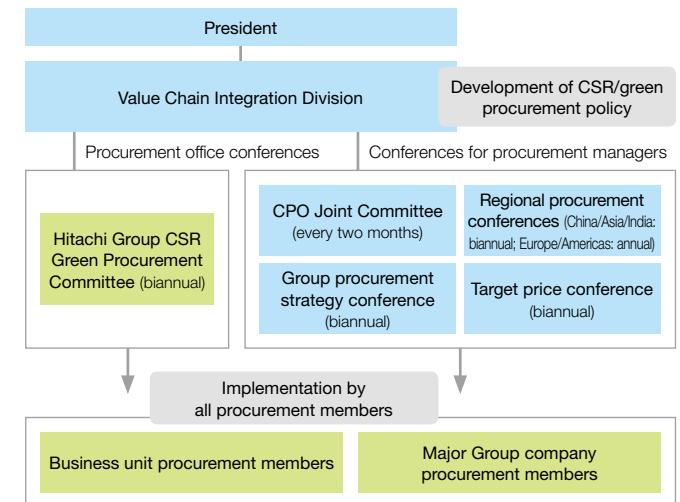 President
Value Chain Integration Division
Development of CSR/green
procurement policy
Procurement office conferences
Conferences for procurement managers
Hitachi Group CSR
Green Procurement
Committee (biannual)
CPO Joint Committee
(every two months)
Regional procurement
conferences (China/Asia/India:
biannual; Europe/Americas: annual)
Group procurement
strategy conference
(biannual)
Target price conference
(biannual)
Implementation by
all procurement members
Business unit procurement members
Major Group company
procurement members